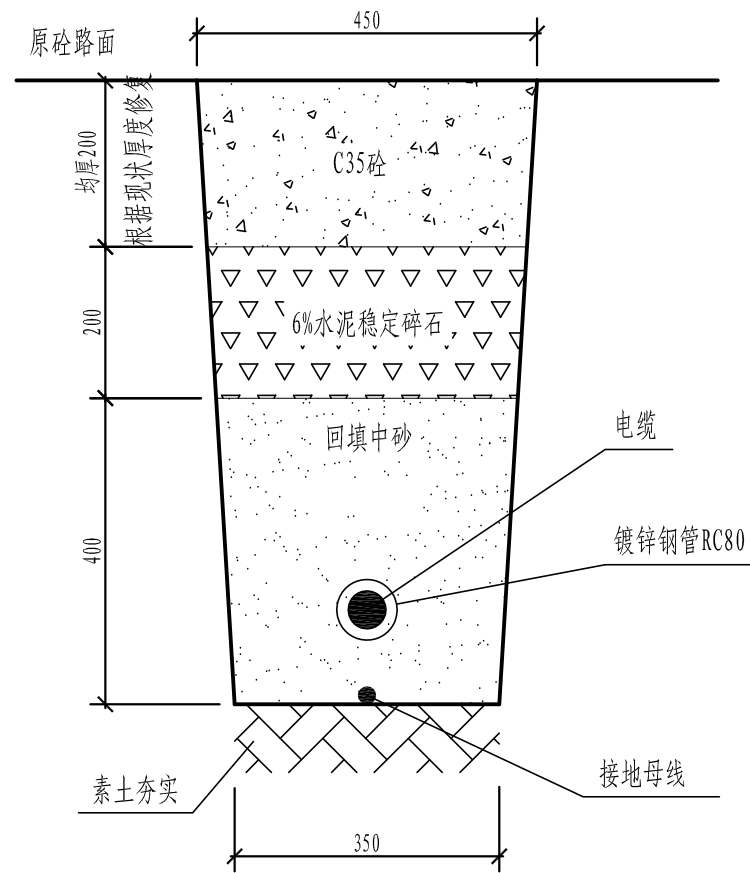 450
原砼路面
均厚200
根据现状厚度修复
C35砼
200
6%水泥稳定碎石
回填中砂
电缆
400
镀锌钢管RC80
素土夯实
接地母线
350